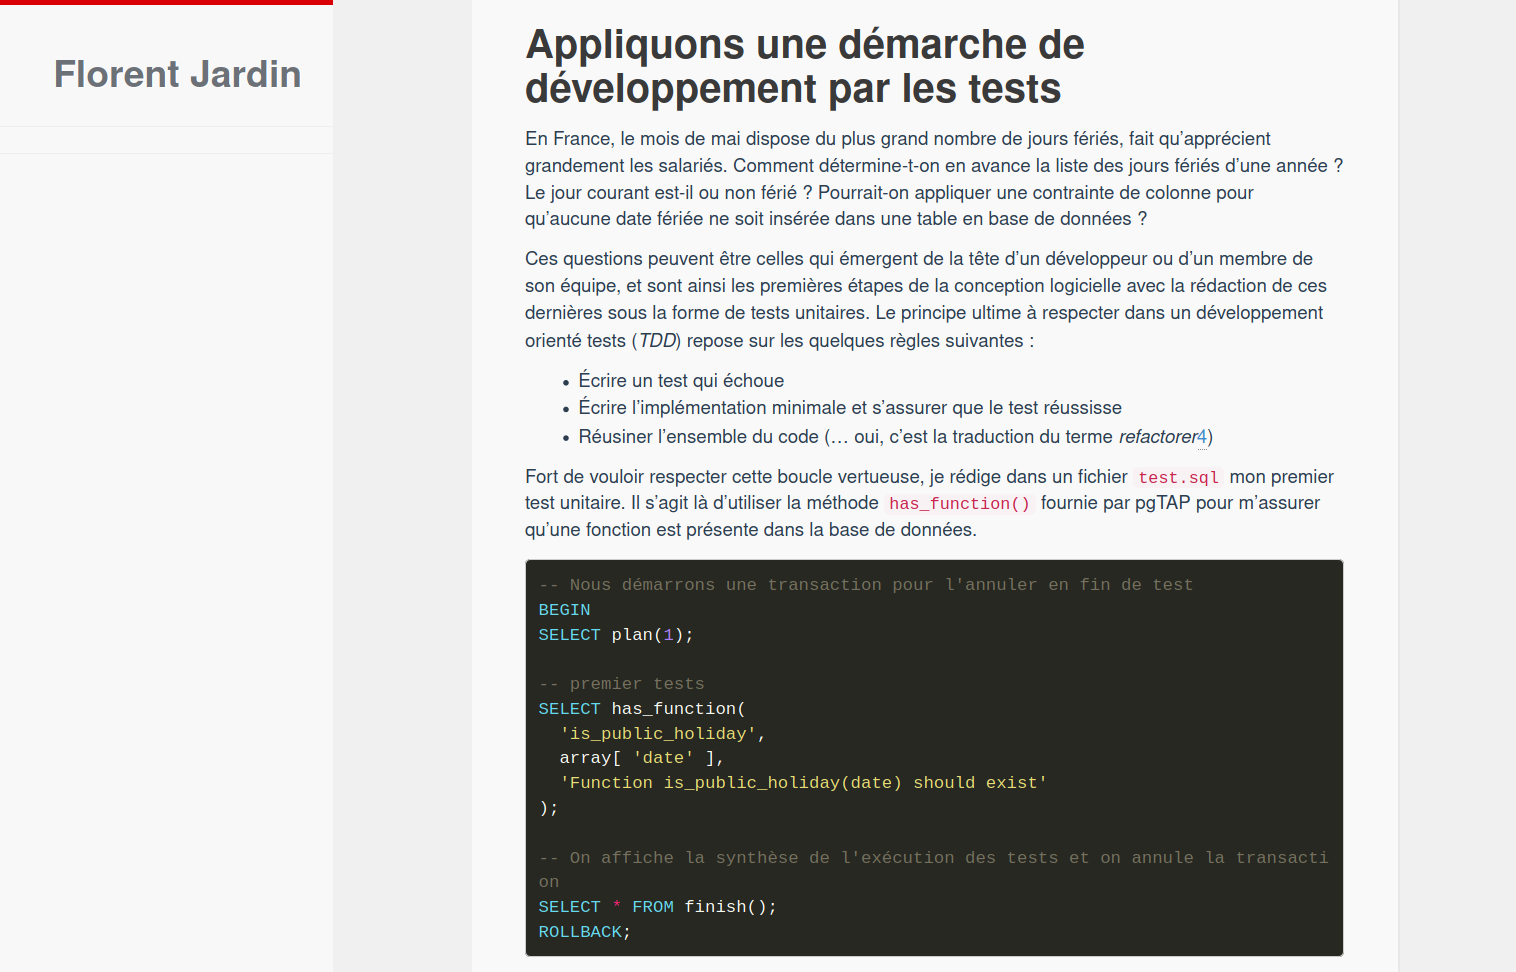 Florent Jardin
Appliquons une démarche de
développement par les tests
En France, le mois de mai dispose du plus grand nombre de jours fériés, fait qu’apprécient
grandement les salariés. Comment détermine-t-on en avance la liste des jours fériés d’une année ?
Le jour courant est-il ou non férié ? Pourrait-on appliquer une contrainte de colonne pour
qu’aucune date fériée ne soit insérée dans une table en base de données ?
Ces questions peuvent être celles qui émergent de la tête d’un développeur ou d’un membre de
son équipe, et sont ainsi les premières étapes de la conception logicielle avec la rédaction de ces
dernières sous la forme de tests unitaires. Le principe ultime à respecter dans un développement
orienté tests (TDD) repose sur les quelques règles suivantes :
• Écrire un test qui échoue
• Écrire l’implémentation minimale et s’assurer que le test réussisse
• Réusiner l’ensemble du code (… oui, c’est la traduction du terme refactorer4)
Fort de vouloir respecter cette boucle vertueuse, je rédige dans un fichier test.sql mon premier
test unitaire. Il s’agit là d’utiliser la méthode has_function() fournie par pgTAP pour m’assurer
qu’une fonction est présente dans la base de données.
-- Nous démarrons une transaction pour l'annuler en fin de test
BEGIN
SELECT plan(1);
-- premier tests
SELECT has_function(
  'is_public_holiday',
  array[ 'date' ],
  'Function is_public_holiday(date) should exist'
);
-- On affiche la synthèse de l'exécution des tests et on annule la transacti
on
SELECT * FROM finish();
ROLLBACK;